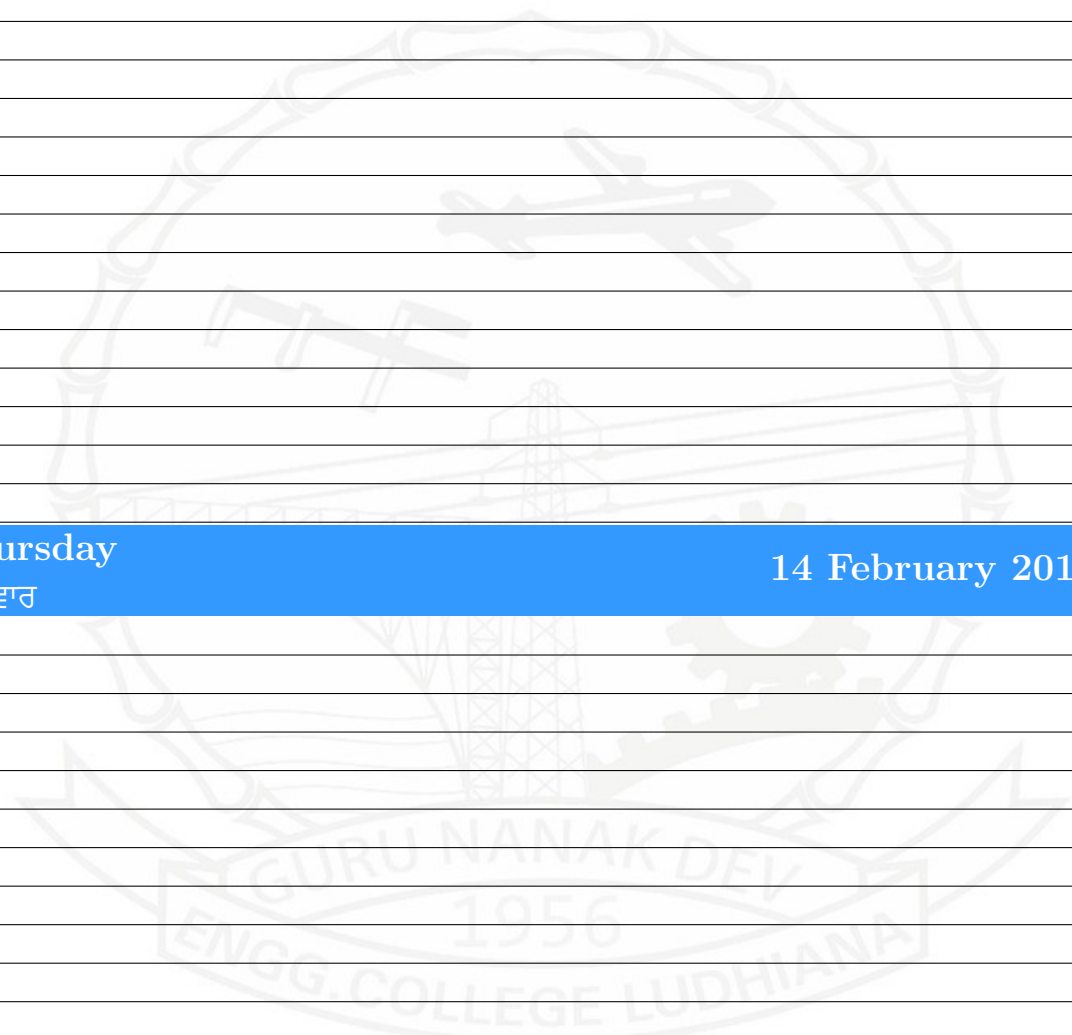 ursday
ਵਾਰ
14 February 201
GURU NANAK DEV
1956
ENGG. COLLEGE LUDHIANA